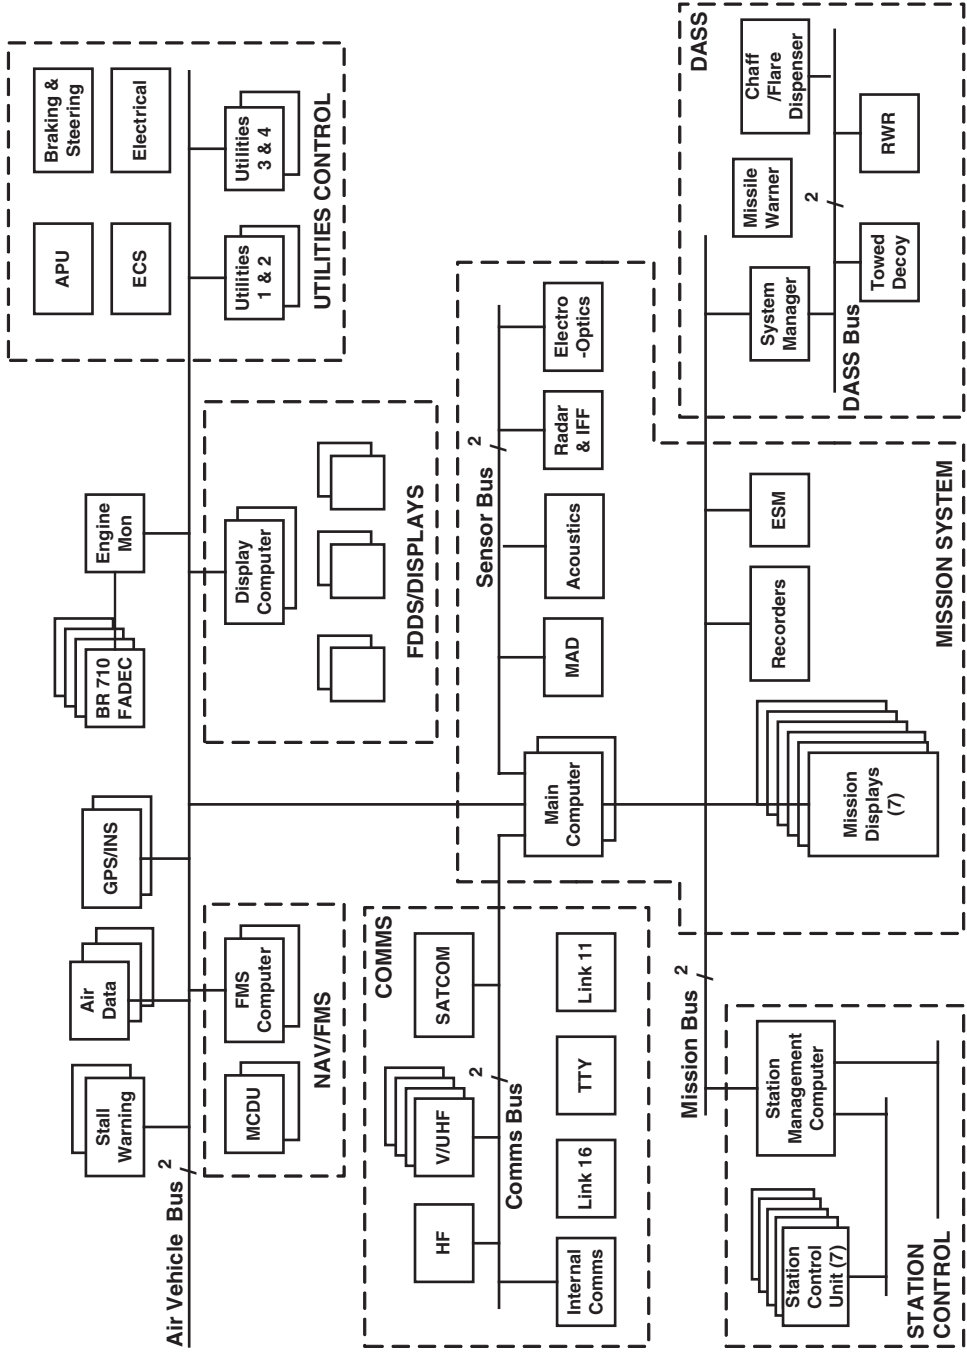 Air Vehicle Bus
2
Stall
Warning
Air
Data
GPS/INS
BR 710
FADEC
Engine
Mon
APU
Braking &
Steering
ECS
Electrical
Utilities
1 & 2
Utilities
3 & 4
UTILITIES CONTROL
MCDU
FMS
Computer
NAV/FMS
Display
Computer
FDDS/DISPLAYS
COMMS
HF
V/UHF
SATCOM
2
Comms Bus
Internal
Comms
Link 16
TTY
Link 11
Main
Computer
Sensor Bus
2
MAD
Acoustics
Radar
& IFF
Electro
-Optics
Mission Bus
2
Mission
Displays
(7)
Recorders
ESM
MISSION SYSTEM
Station
Management
Computer
Station
Control
Unit (7)
STATION
CONTROL
DASS
System
Manager
Missile
Warner
Chaff
/Flare
Dispenser
2
DASS Bus
Towed
Decoy
RWR